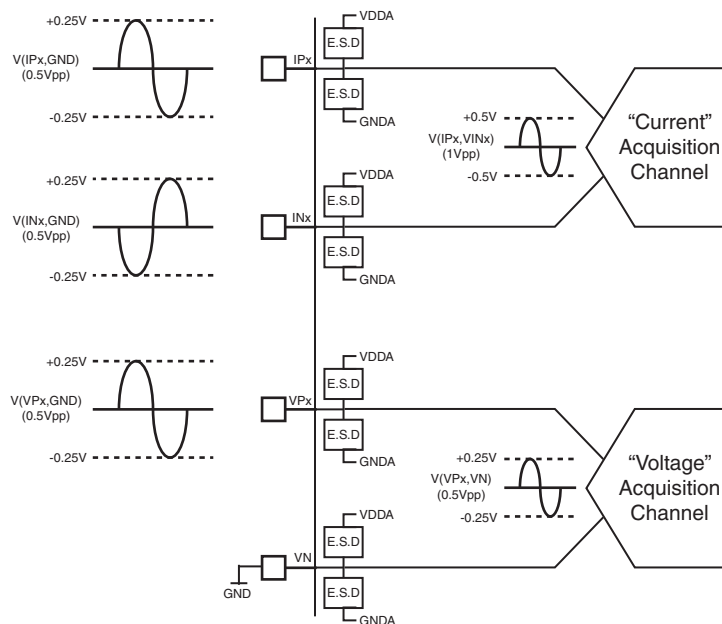 +0.25V
V(IPx,GND)
(0.5Vpp)
-0.25V
IPx
VDDA
E.S.D
E.S.D
GNDA
+0.5V
V(IPx,VINx)
(1Vpp)
-0.5V
“Current”
Acquisition
Channel
+0.25V
V(INx,GND)
(0.5Vpp)
-0.25V
INx
VDDA
E.S.D
E.S.D
GNDA
+0.25V
V(VPx,GND)
(0.5Vpp)
-0.25V
VPx
VDDA
E.S.D
E.S.D
GNDA
+0.25V
V(VPx,VN)
(0.5Vpp)
-0.25V
“Voltage”
Acquisition
Channel
GND
VN
VDDA
E.S.D
E.S.D
GNDA